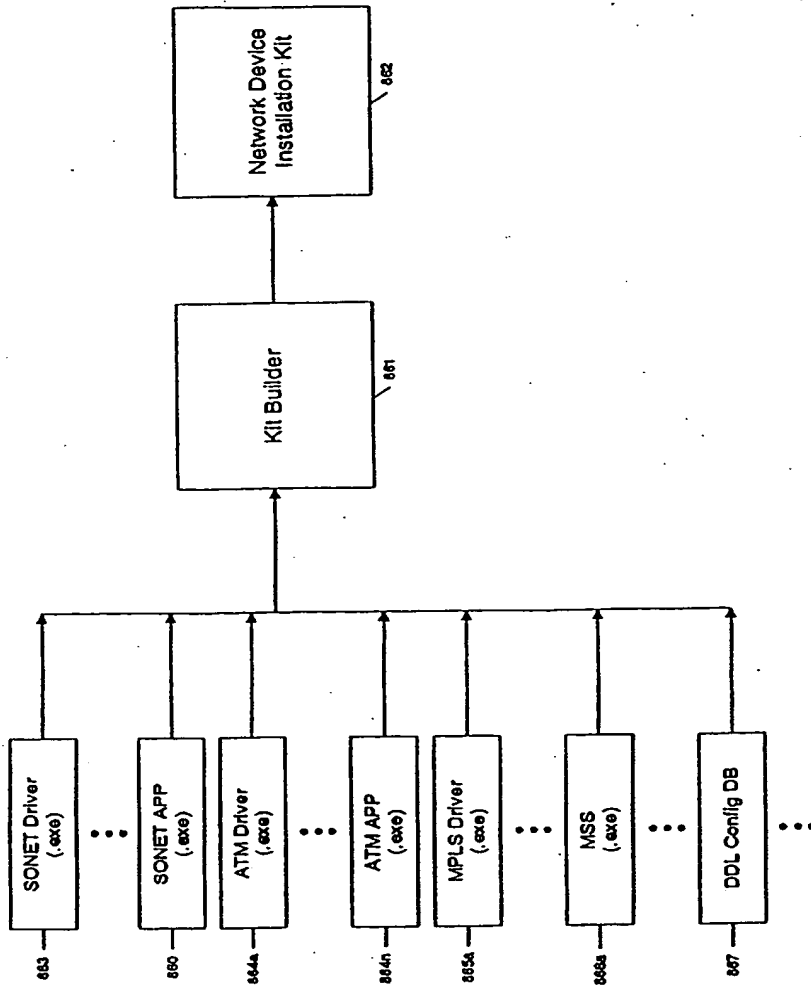 863
SONET Driver
(.exe)
860
SONET APP
(.exe)
864a
ATM Driver
(.exe)
864n
ATM APP
(.exe)
865a
MPLS Driver
(.exe)
866a
MSS
(.exe)
867
DDL Config DB
Kit Builder
861
Network Device
Installation Kit
862